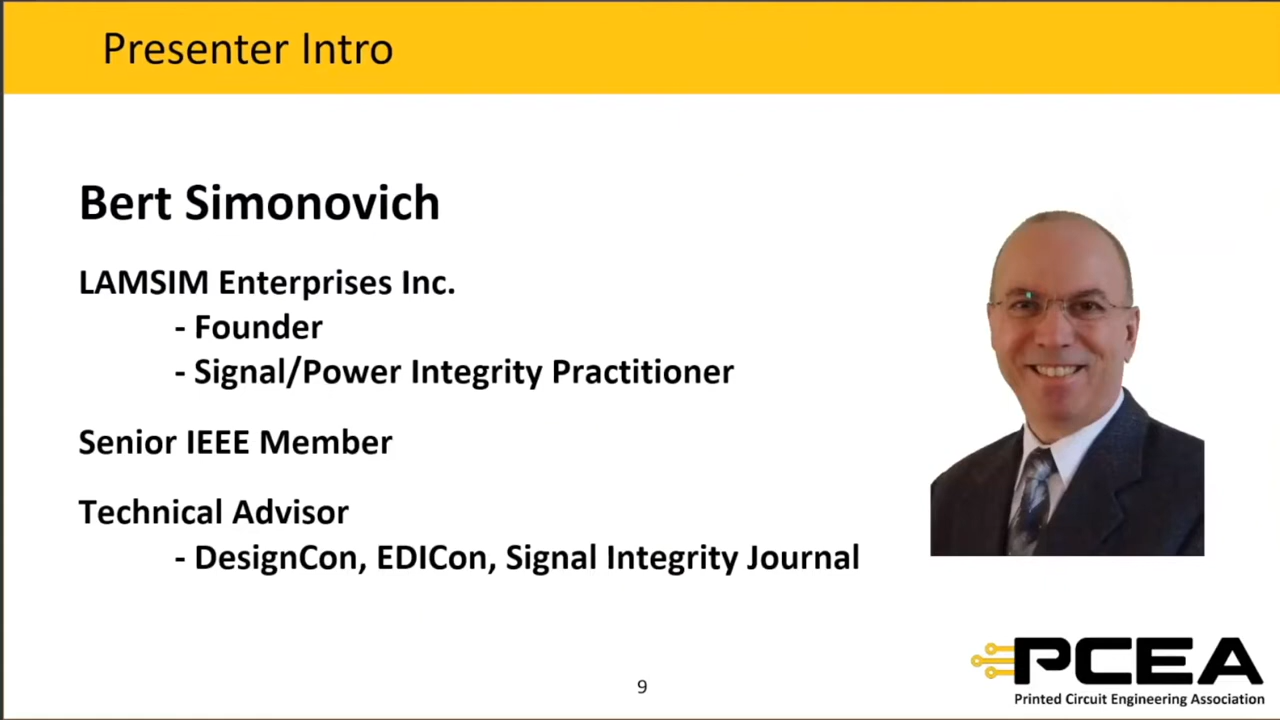 Presenter Intro
Bert Simonovich
LAMSIM Enterprises Inc.
- Founder
- Signal/Power Integrity Practitioner
Senior IEEE Member
Technical Advisor
- DesignCon, EDICon, Signal Integrity Journal
9
PCEA
Printed Circuit Engineering Association